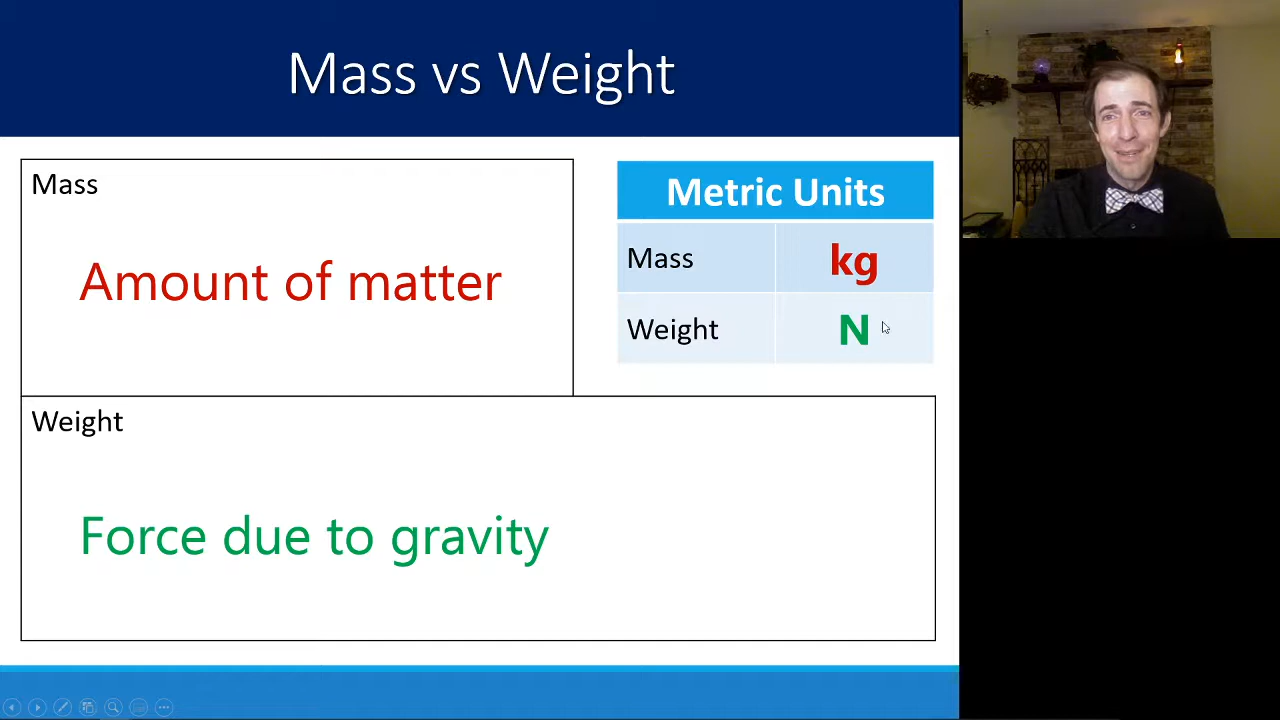 Mass vs Weight
Mass
Amount of matter
Metric Units
Mass kg
Weight N
Weight
Force due to gravity